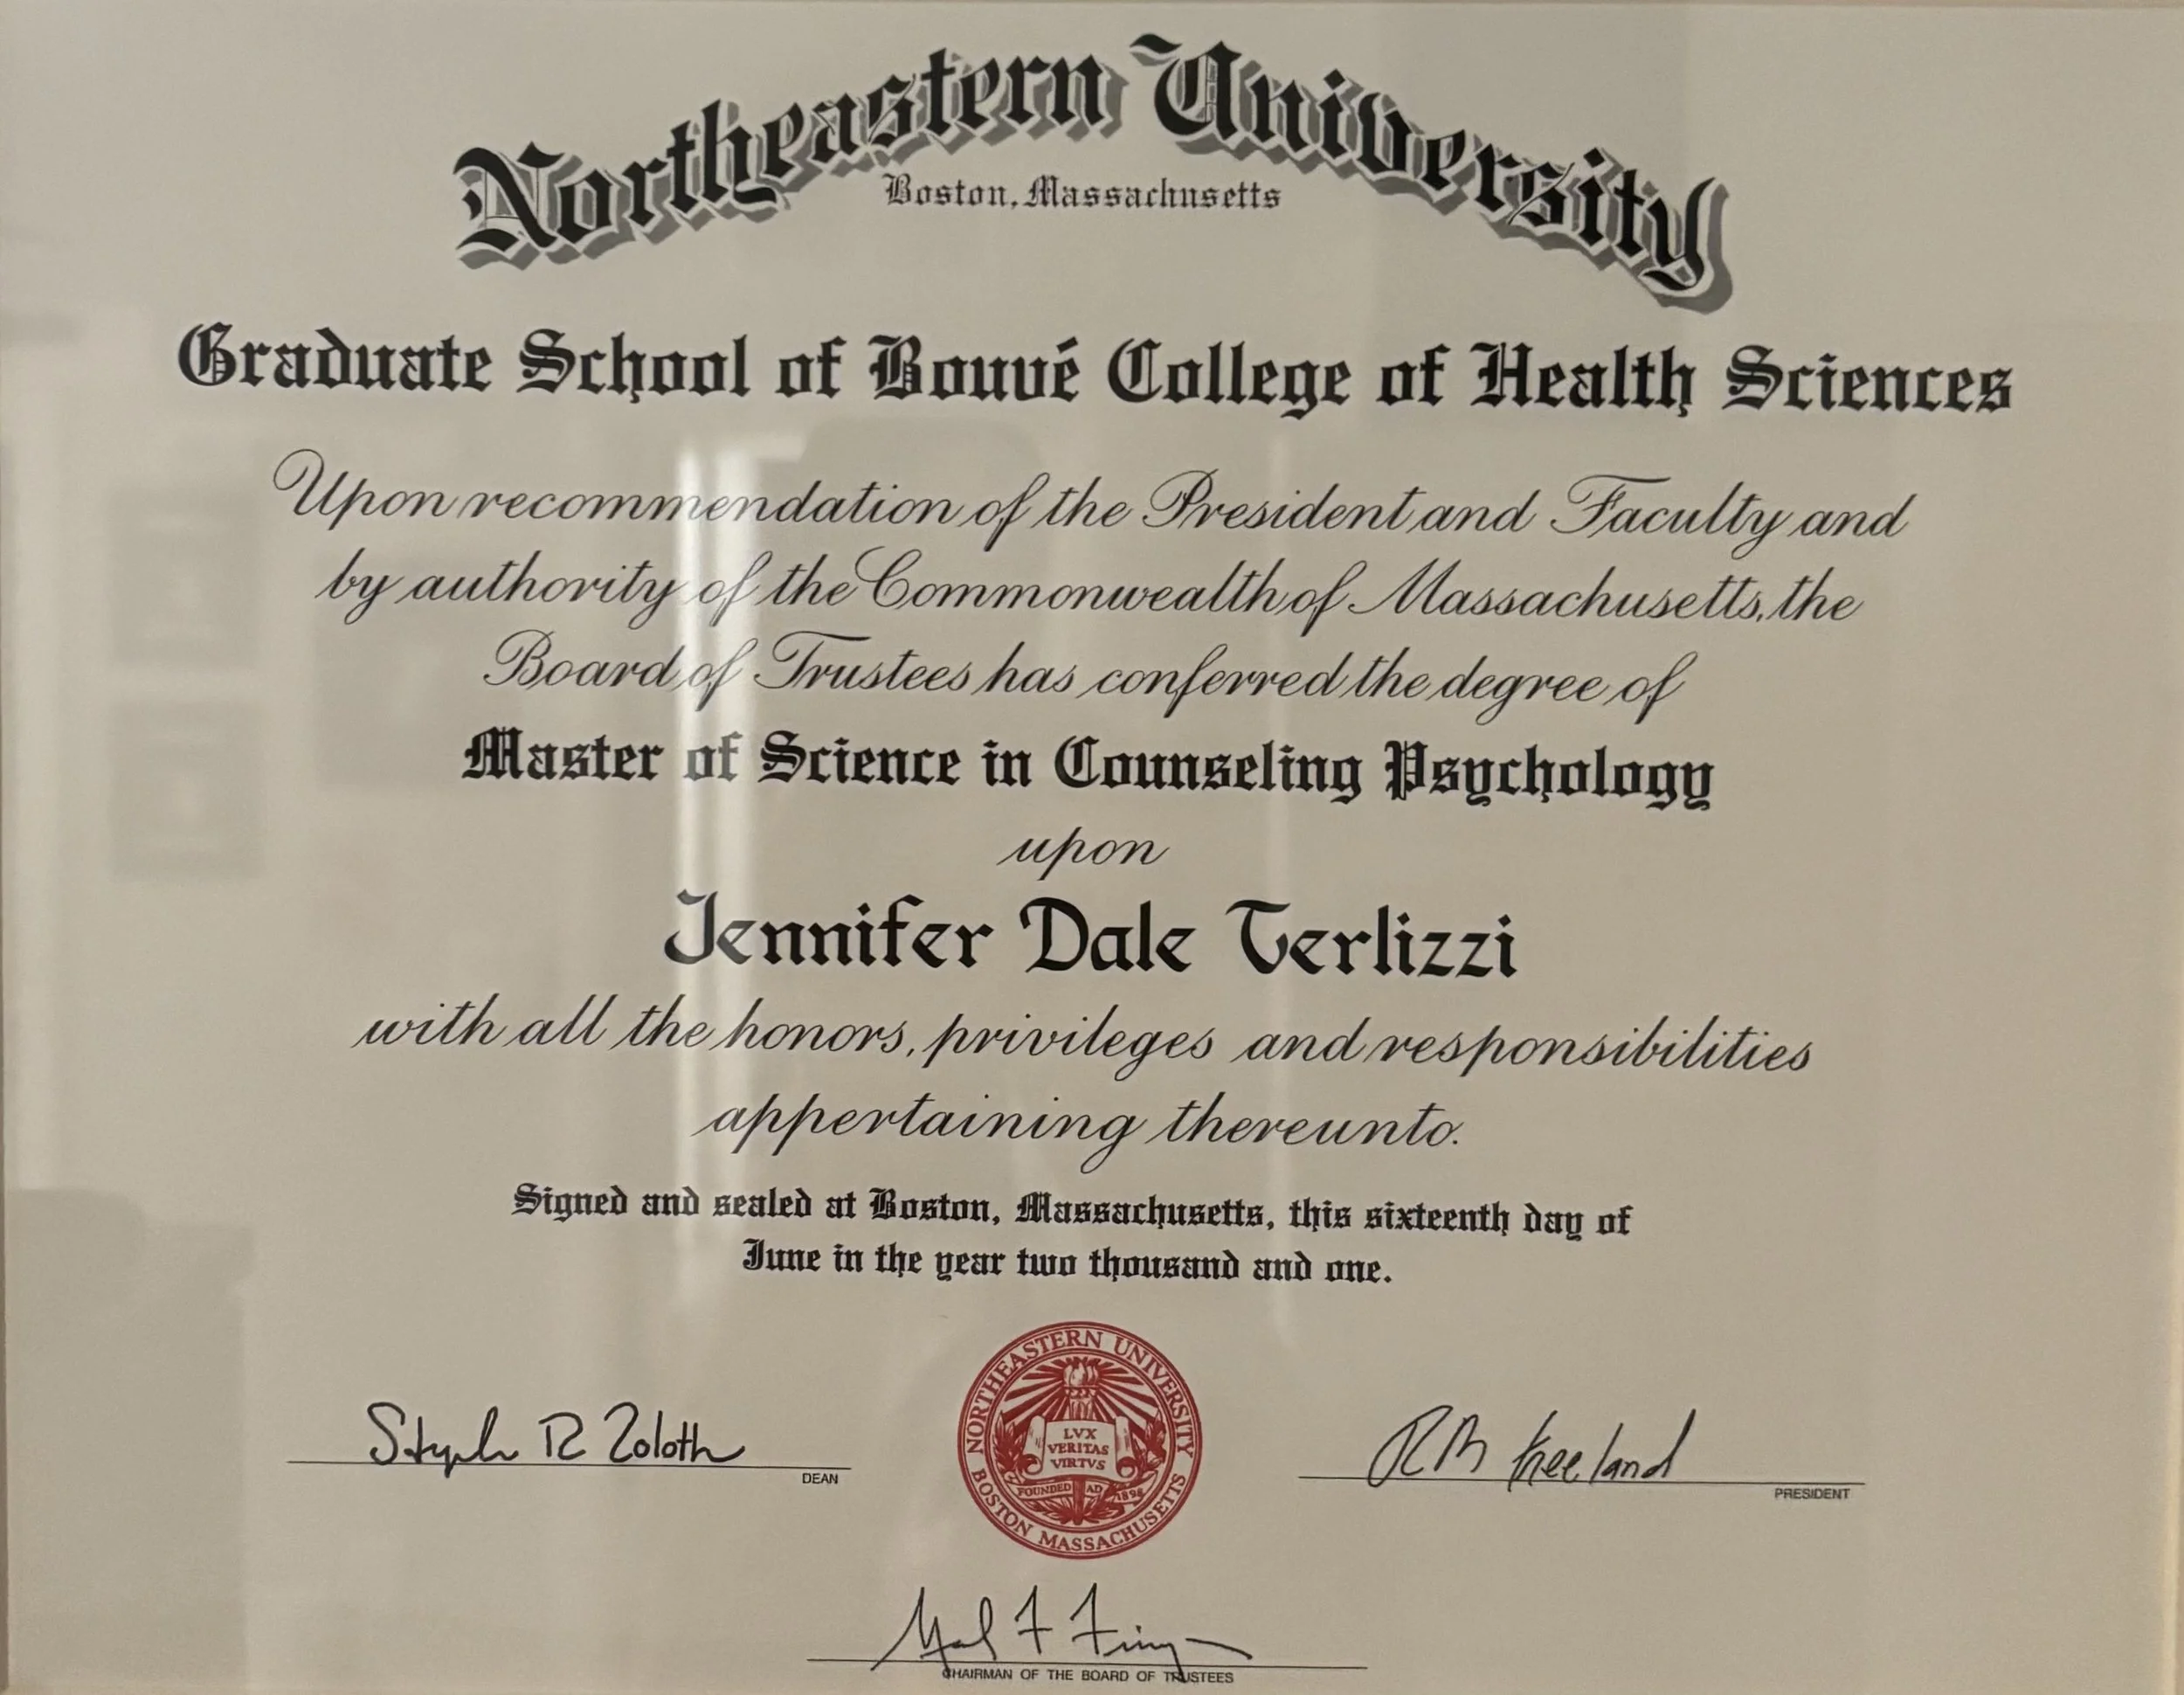 Northeastern University
Boston, Massachusetts
Graduate School of Bouvé College of Health Sciences
Upon recommendation of the President and Faculty and
by authority of the Commonwealth of Massachusetts, the
Board of Trustees has conferred the degree of
Master of Science in Counseling Psychology
upon
Jennifer Dale Terlizzi
with all the honors, privileges and responsibilities
appertaining thereunto.
Signed and sealed at Boston, Massachusetts, this sixteenth day of
June in the year two thousand and one.
NORTHEASTERN UNIVERSITY
LVX
VERITAS
VIRTVS
FOUNDED AD 1898
BOSTON MASSACHUSETTS
Stephen R Zoloth
DEAN
RM Freeland
PRESIDENT
CHAIRMAN OF THE BOARD OF TRUSTEES